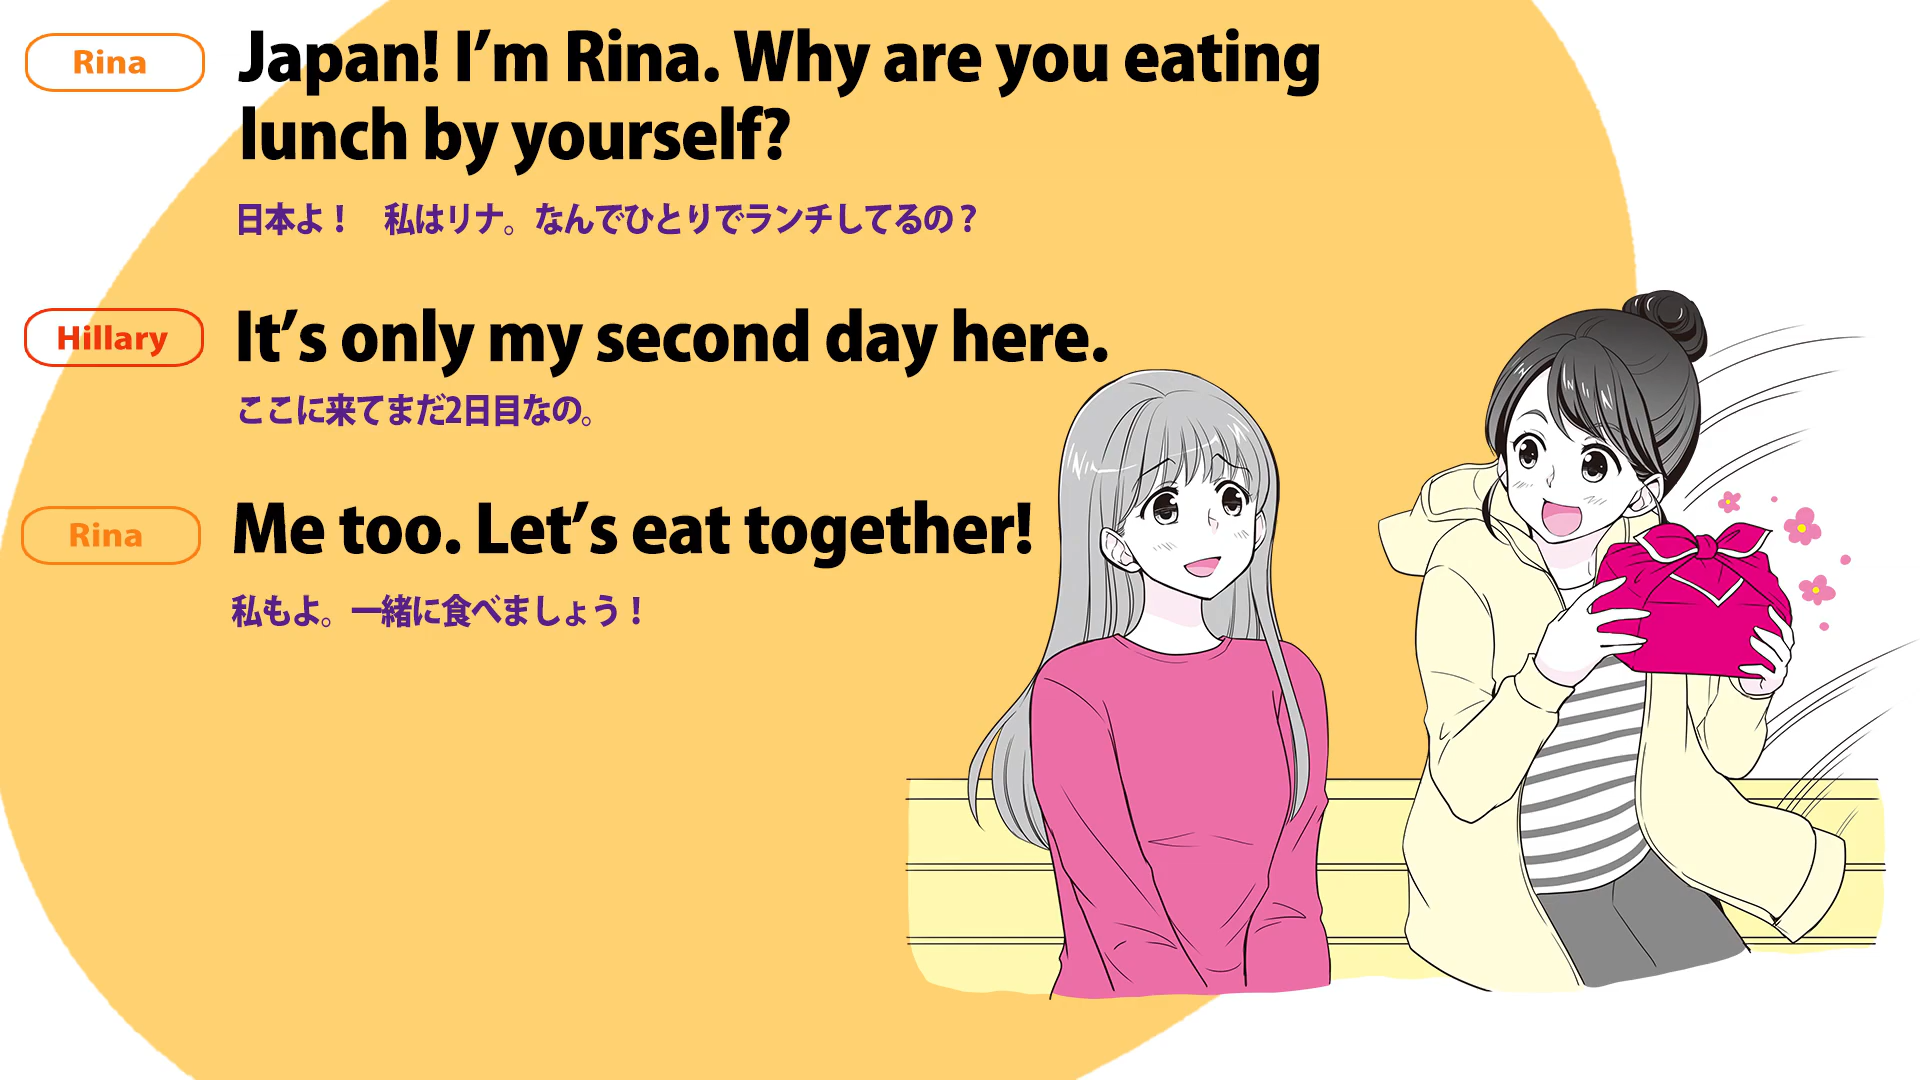 Rina
Japan! I’m Rina. Why are you eating
lunch by yourself?
日本よ！　私はリナ。なんでひとりでランチしてるの？
Hillary
It’s only my second day here.
ここに来てまだ2日目なの。
Rina
Me too. Let’s eat together!
私もよ。一緒に食べましょう！